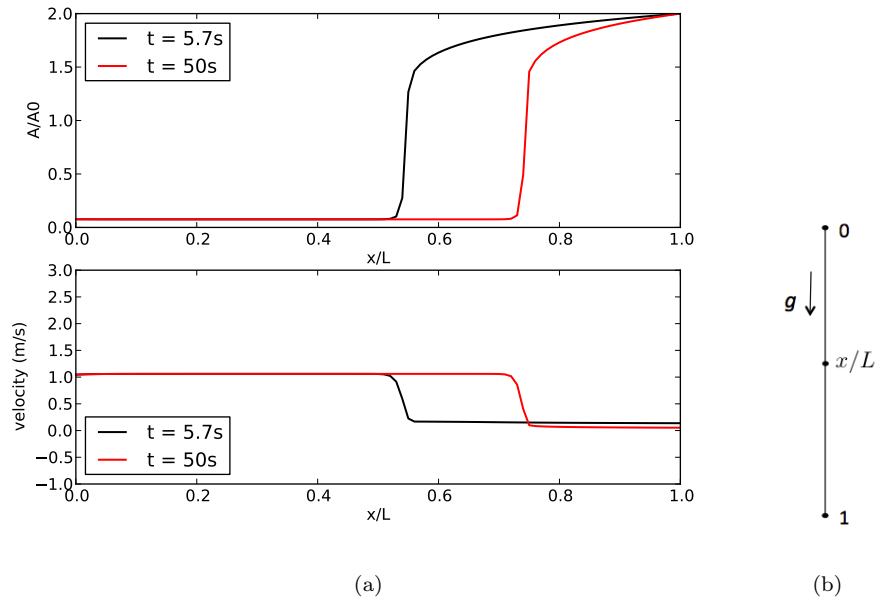 2.0
1.5
1.0
0.5
0.0
A/A0
t = 5.7s
t = 50s
0.0 0.2 0.4 0.6 0.8 1.0
x/L
3.0
2.5
2.0
1.5
1.0
0.5
0.0
−0.5
−1.0
velocity (m/s)
t = 5.7s
t = 50s
0.0 0.2 0.4 0.6 0.8 1.0
x/L
(a)
0
g
x/L
1
(b)